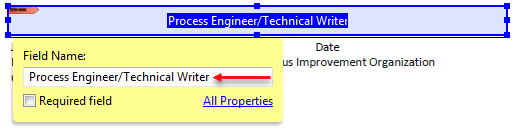 Process Engineer/Technical Writer
Date
Field Name:
us Improvement Organization
Process Engineer/Technical Writer
Required field
All Properties